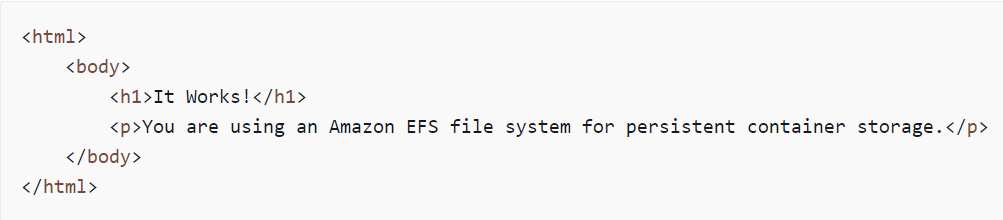 <html>
<body>
<h1>It Works!</h1>
<p>You are using an Amazon EFS file system for persistent container storage.</p>
</body>
</html>